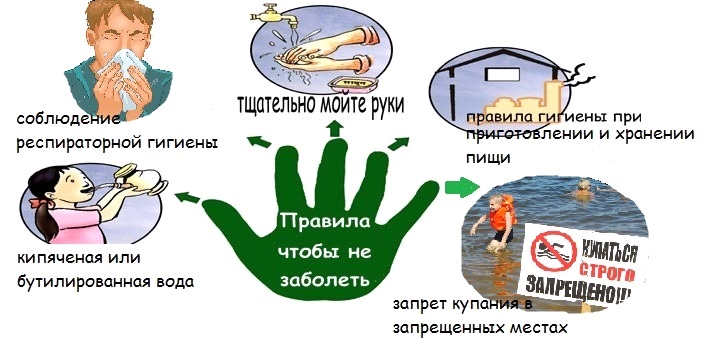 тщательно мойте руки
соблюдение
респираторной гигиены
правила гигиены при
приготовлении и хранении
пищи
кипяченая или
бутилированная вода
Правила
чтобы не
заболеть
КУПАТЬСЯ
СТРОГО
ЗАПРЕЩЕНО!!!
запрет купания в
запрещенных местах